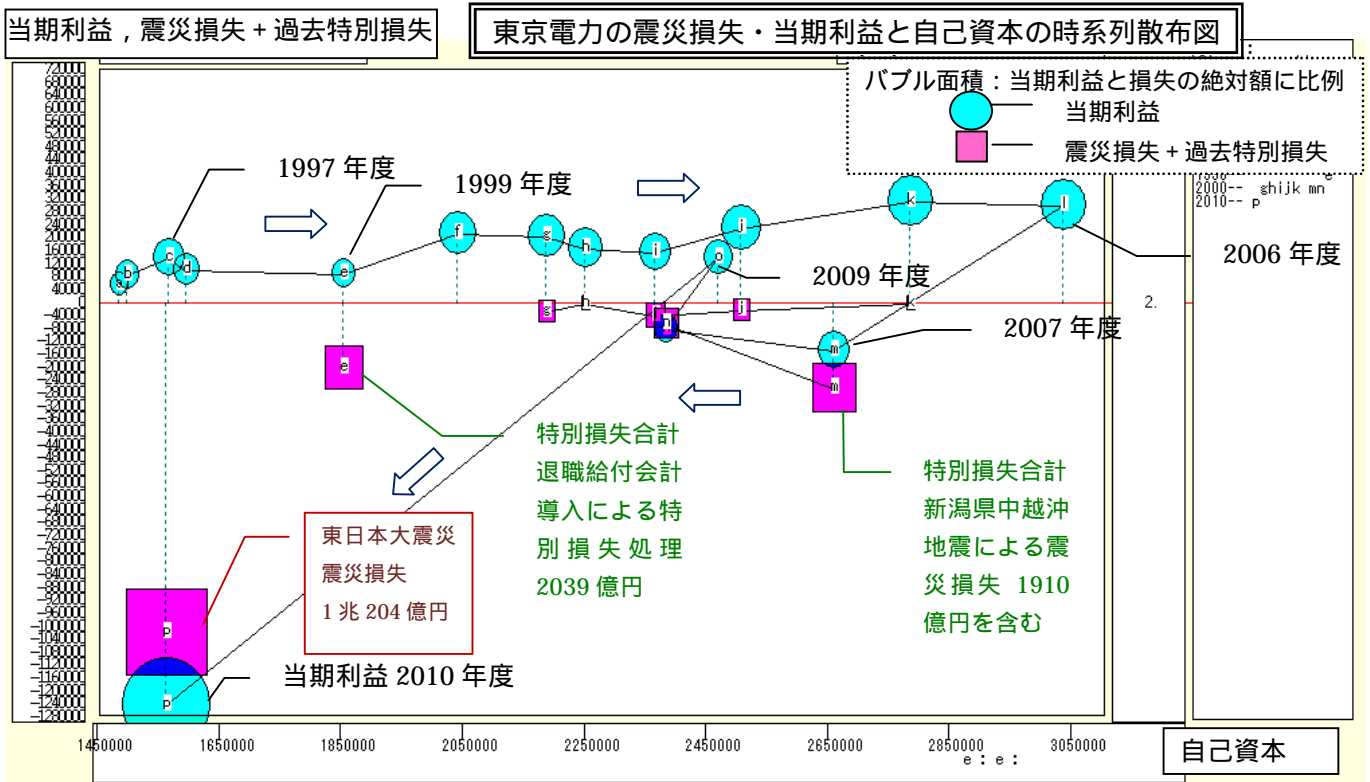 当期利益，震災損失＋過去特別損失
東京電力の震災損失・当期利益と自己資本の時系列散布図
バブル面積：当期利益と損失の絶対額に比例
当期利益
震災損失＋過去特別損失
2000-- ghijk mn
2010-- p
1997 年度
1999 年度
2006 年度
2009 年度
2007 年度
a
b
c
d
e
f
g
h
i
j
k
l
o
m
n
g
h
j
k
e
m
p
p
0
2.
特別損失合計
退職給付会計
導入による特
別損失処理
2039 億円
特別損失合計
新潟県中越沖
地震による震
災損失 1910
億円を含む
東日本大震災
震災損失
1 兆 204 億円
当期利益 2010 年度
1450000
1650000
1850000
2050000
2250000
2450000
2650000
2850000
3050000
e : e :
自己資本